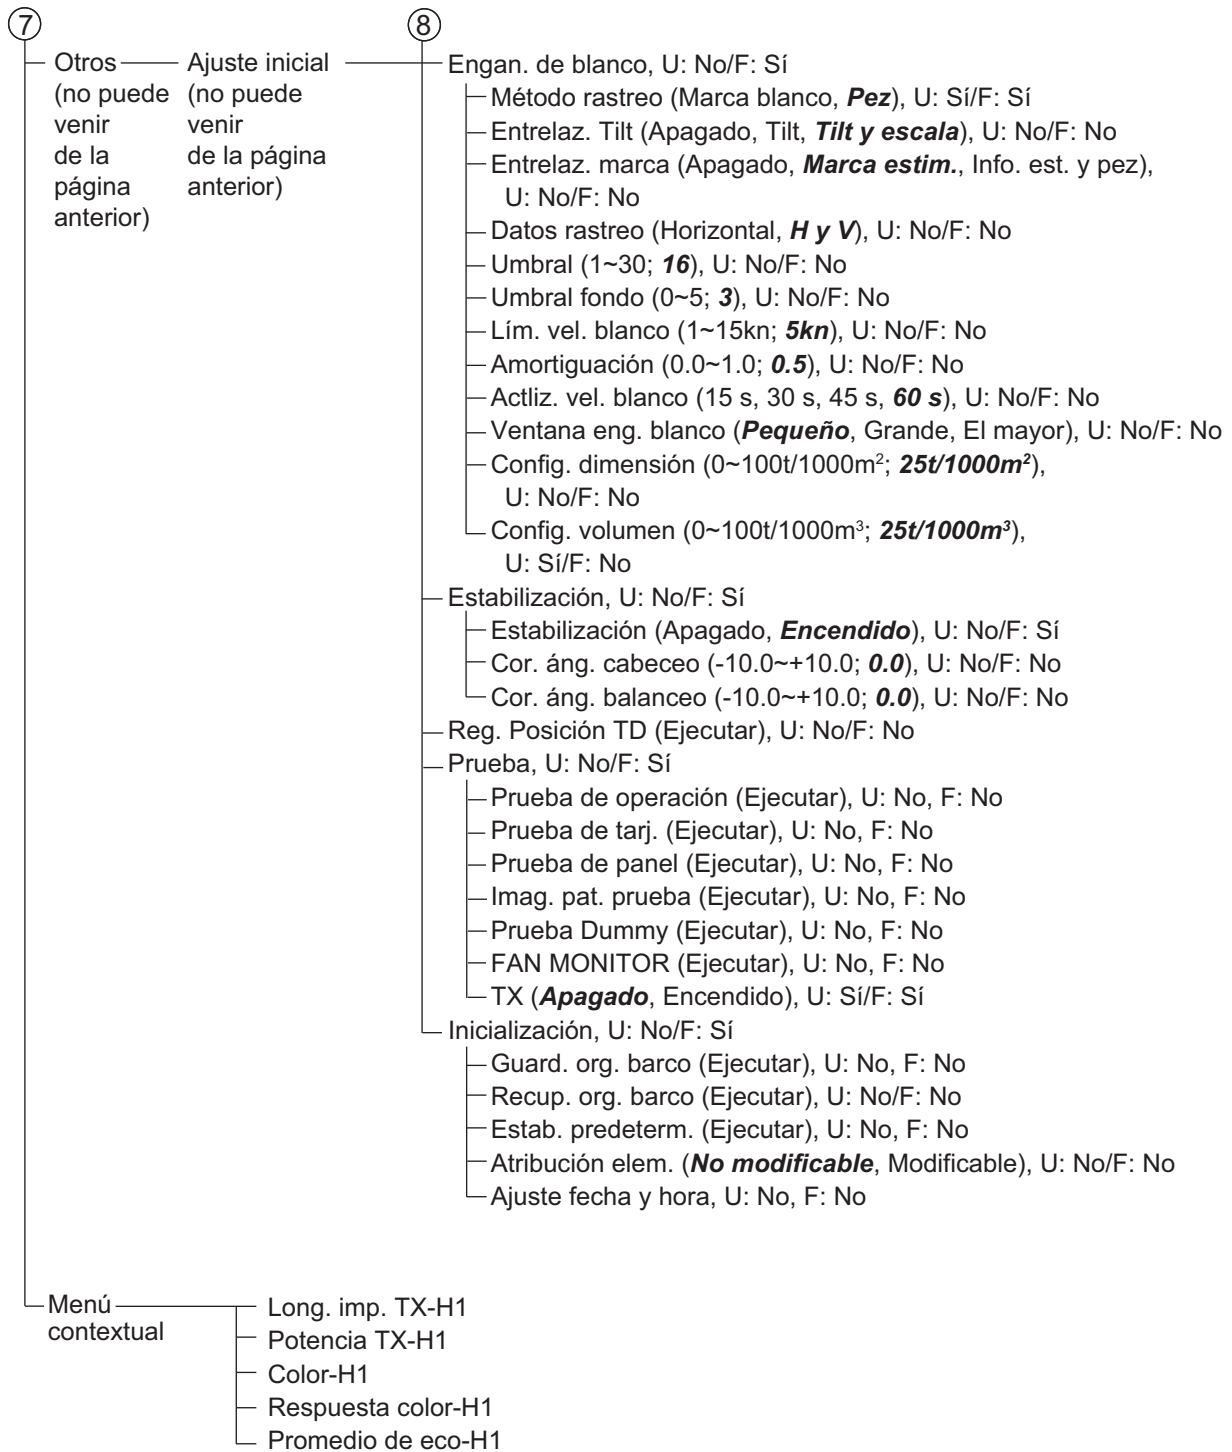 7
8
Otros
(no puede
venir
de la
página
anterior)
Ajuste inicial
(no puede
venir
de la página
anterior)
Engan. de blanco, U: No/F: Sí
Método rastreo (Marca blanco, Pez), U: Sí/F: Sí
Entrelaz. Tilt (Apagado, Tilt, Tilt y escala), U: No/F: No
Entrelaz. marca (Apagado, Marca estim., Info. est. y pez),
U: No/F: No
Datos rastreo (Horizontal, H y V), U: No/F: No
Umbral (1~30; 16), U: No/F: No
Umbral fondo (0~5; 3), U: No/F: No
Lím. vel. blanco (1~15kn; 5kn), U: No/F: No
Amortiguación (0.0~1.0; 0.5), U: No/F: No
Actliz. vel. blanco (15 s, 30 s, 45 s, 60 s), U: No/F: No
Ventana eng. blanco (Pequeño, Grande, El mayor), U: No/F: No
Config. dimensión (0~100t/1000m²; 25t/1000m²),
U: No/F: No
Config. volumen (0~100t/1000m³; 25t/1000m³),
U: Sí/F: No
Estabilización, U: No/F: Sí
Estabilización (Apagado, Encendido), U: No/F: Sí
Cor. áng. cabeceo (-10.0~+10.0; 0.0), U: No/F: No
Cor. áng. balanceo (-10.0~+10.0; 0.0), U: No/F: No
Reg. Posición TD (Ejecutar), U: No/F: No
Prueba, U: No/F: Sí
Prueba de operación (Ejecutar), U: No, F: No
Prueba de tarj. (Ejecutar), U: No, F: No
Prueba de panel (Ejecutar), U: No, F: No
Imag. pat. prueba (Ejecutar), U: No, F: No
Prueba Dummy (Ejecutar), U: No, F: No
FAN MONITOR (Ejecutar), U: No, F: No
TX (Apagado, Encendido), U: Sí/F: Sí
Inicialización, U: No/F: Sí
Guard. org. barco (Ejecutar), U: No, F: No
Recup. org. barco (Ejecutar), U: No/F: No
Estab. predeterm. (Ejecutar), U: No, F: No
Atribución elem. (No modificable, Modificable), U: No/F: No
Ajuste fecha y hora, U: No, F: No
Menú
contextual
Long. imp. TX-H1
Potencia TX-H1
Color-H1
Respuesta color-H1
Promedio de eco-H1